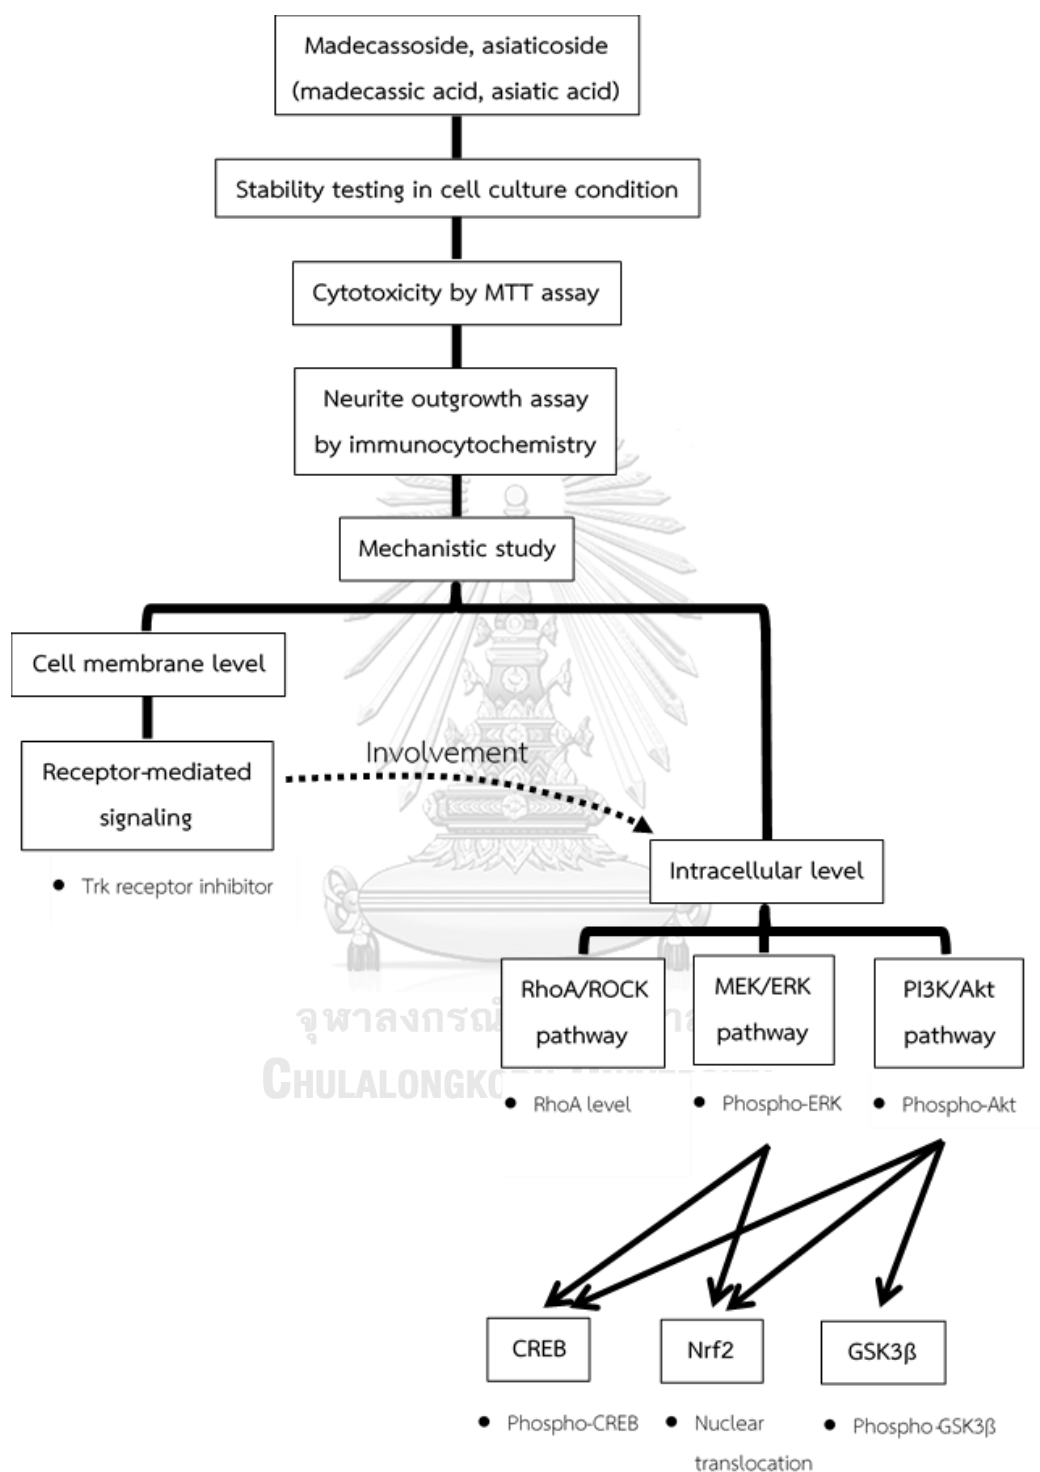 Madecassoside, asiaticoside
(madecassic acid, asiatic acid)
Stability testing in cell culture condition
Cytotoxicity by MTT assay
Neurite outgrowth assay
by immunocytochemistry
Mechanistic study
Cell membrane level
Receptor-mediated
signaling
● Trk receptor inhibitor
Involvement
Intracellular level
RhoA/ROCK
pathway
MEK/ERK
pathway
PI3K/Akt
pathway
● RhoA level
● Phospho-ERK
● Phospho-Akt
CREB
Nrf2
GSK3β
● Phospho-CREB
● Nuclear
translocation
● Phospho-GSK3β